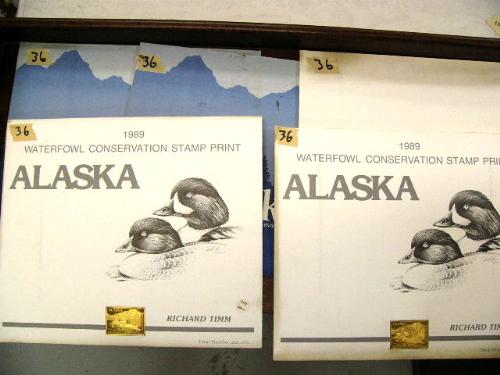 36
36
36
36
1989
WATERFOWL CONSERVATION STAMP PRINT
ALASKA
RICHARD TIMM
36
1989
WATERFOWL CONSERVATION STAMP PRIN
ALASKA
RICHARD TIMM